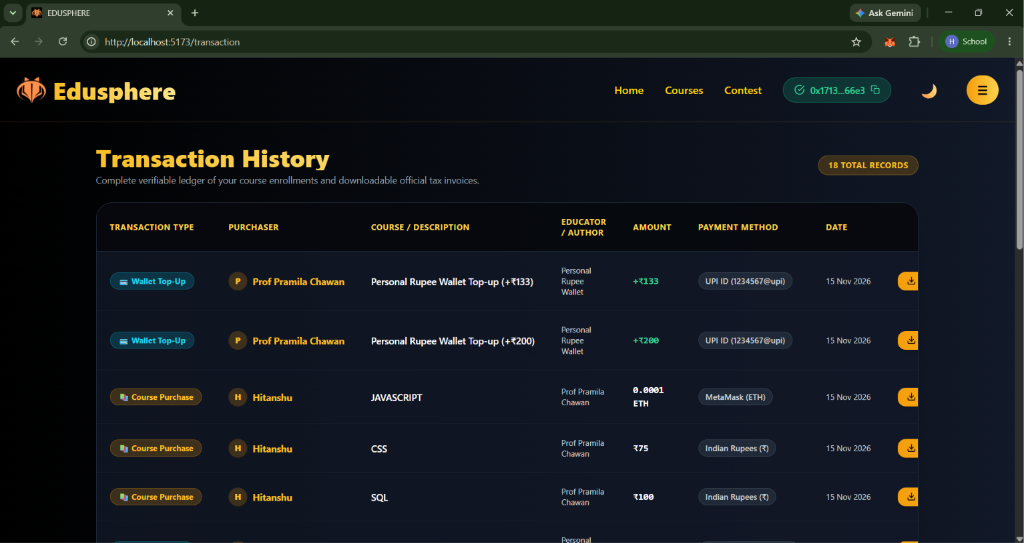 EDUSPHERE
Ask Gemini
http://localhost:5173/transaction
H School
Edusphere
Home Courses Contest 0x1713...66e3
Transaction History
Complete verifiable ledger of your course enrollments and downloadable official tax invoices.
18 TOTAL RECORDS
TRANSACTION TYPE PURCHASER COURSE / DESCRIPTION EDUCATOR / AUTHOR AMOUNT PAYMENT METHOD DATE
Wallet Top-Up P Prof Pramila Chawan Personal Rupee Wallet Top-up (+₹133) Personal Rupee Wallet +₹133 UPI ID (1234567@upi) 15 Nov 2026
Wallet Top-Up P Prof Pramila Chawan Personal Rupee Wallet Top-up (+₹200) Personal Rupee Wallet +₹200 UPI ID (1234567@upi) 15 Nov 2026
Course Purchase H Hitanshu JAVASCRIPT Prof Pramila Chawan 0.0001 ETH MetaMask (ETH) 15 Nov 2026
Course Purchase H Hitanshu CSS Prof Pramila Chawan ₹75 Indian Rupees (₹) 15 Nov 2026
Course Purchase H Hitanshu SQL Prof Pramila Chawan ₹100 Indian Rupees (₹) 15 Nov 2026
Personal